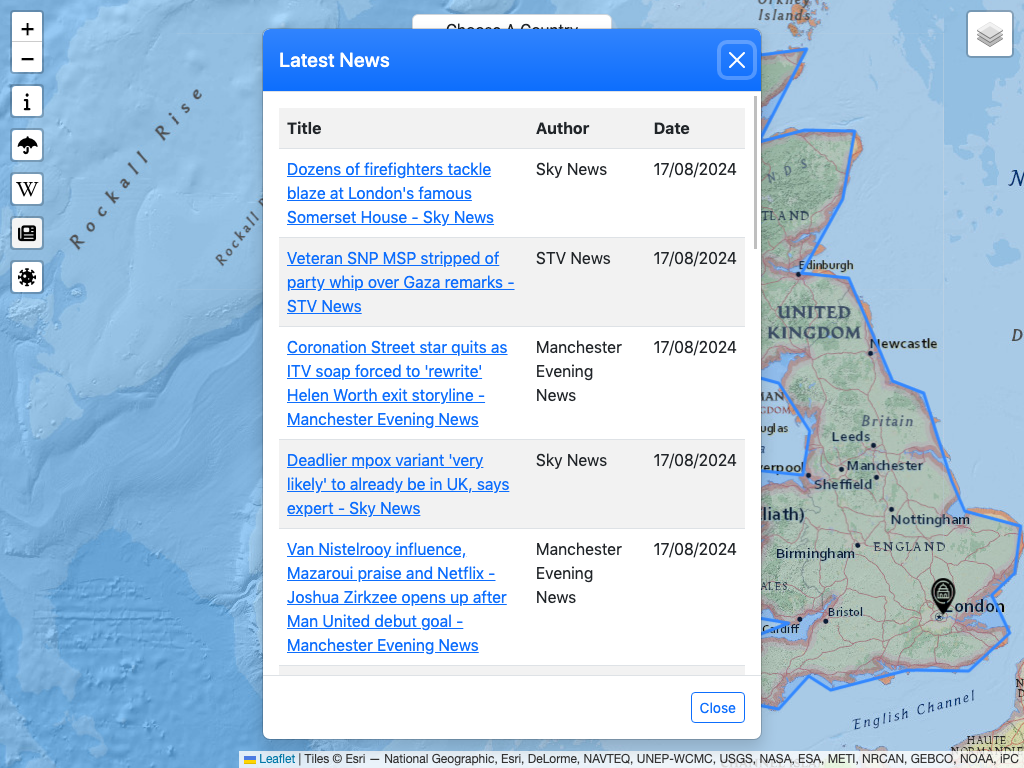 +
−
i
W
Choose A Country
Orkney
Islands
Rockall Rise
Latest News
Title Author Date
Dozens of firefighters tackle blaze at London's famous Somerset House - Sky News
Sky News
17/08/2024
Veteran SNP MSP stripped of party whip over Gaza remarks - STV News
STV News
17/08/2024
Coronation Street star quits as ITV soap forced to 'rewrite' Helen Worth exit storyline - Manchester Evening News
Manchester Evening News
17/08/2024
Deadlier mpox variant 'very likely' to already be in UK, says expert - Sky News
Sky News
17/08/2024
Van Nistelrooy influence, Mazaroui praise and Netflix - Joshua Zirkzee opens up after Man United debut goal - Manchester Evening News
Manchester Evening News
17/08/2024
Close
Rockall
Edinburgh
UNITED
KINGDOM
Newcastle
Britain
Leeds
Manchester
Sheffield
Nottingham
Birmingham
ENGLAND
London
Bristol
Cardiff
English Channel
HAUTE
Leaflet | Tiles © Esri — National Geographic, Esri, DeLorme, NAVTEQ, UNEP-WCMC, USGS, NASA, ESA, METI, NRCAN, GEBCO, NOAA, iPC